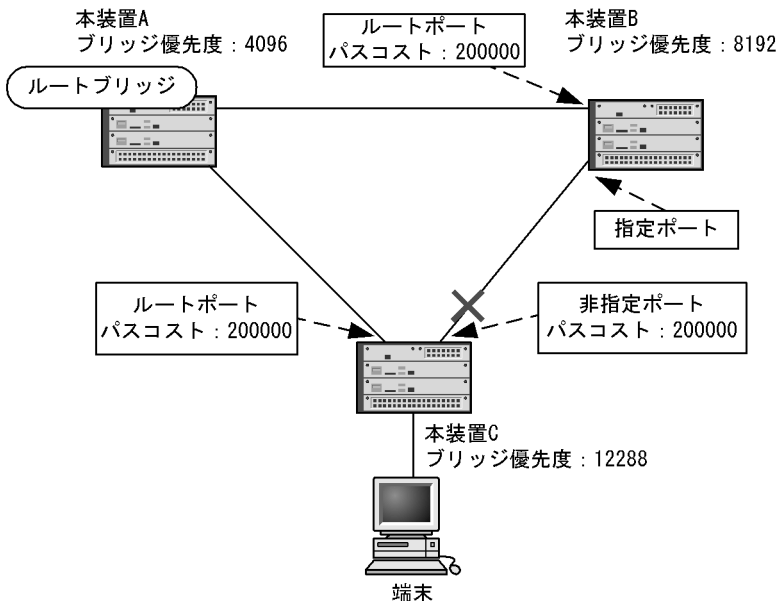 本装置A
ブリッジ優先度：4096
ルートポート
パスコスト：200000
本装置B
ブリッジ優先度：8192
ルートブリッジ
指定ポート
ルートポート
パスコスト：200000
非指定ポート
パスコスト：200000
本装置C
ブリッジ優先度：12288
端末